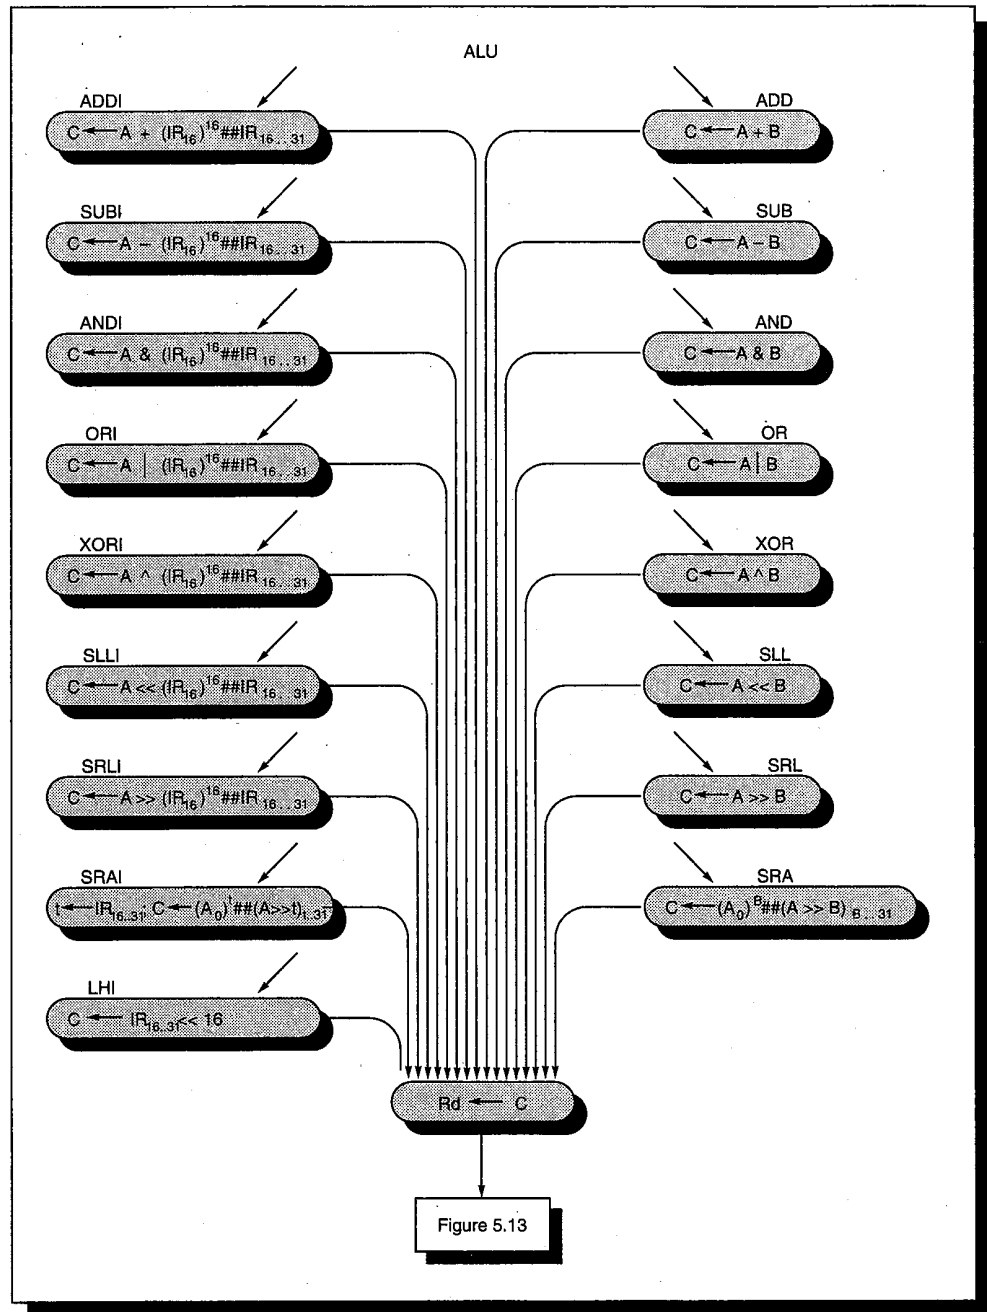 ALU
ADDI
C ← A + (IR₁₆)¹⁶##IR₁₆..₃₁
SUBI
C ← A – (IR₁₆)¹⁶##IR₁₆..₃₁
ANDI
C ← A & (IR₁₆)¹⁶##IR₁₆..₃₁
ORI
C ← A | (IR₁₆)¹⁶##IR₁₆..₃₁
XORI
C ← A ^ (IR₁₆)¹⁶##IR₁₆..₃₁
SLLI
C ← A << (IR₁₆)¹⁶##IR₁₆..₃₁
SRLI
C ← A >> (IR₁₆)¹⁶##IR₁₆..₃₁
SRAI
t ← IR₁₆..₃₁; C ← (A₀)ᵗ##(A>>t)ₜ..₃₁
LHI
C ← IR₁₆..₃₁ << 16
ADD
C ← A + B
SUB
C ← A – B
AND
C ← A & B
OR
C ← A | B
XOR
C ← A ^ B
SLL
C ← A << B
SRL
C ← A >> B
SRA
C ← (A₀)ᴮ##(A >> B) B..₃₁
Rd ← C
Figure 5.13